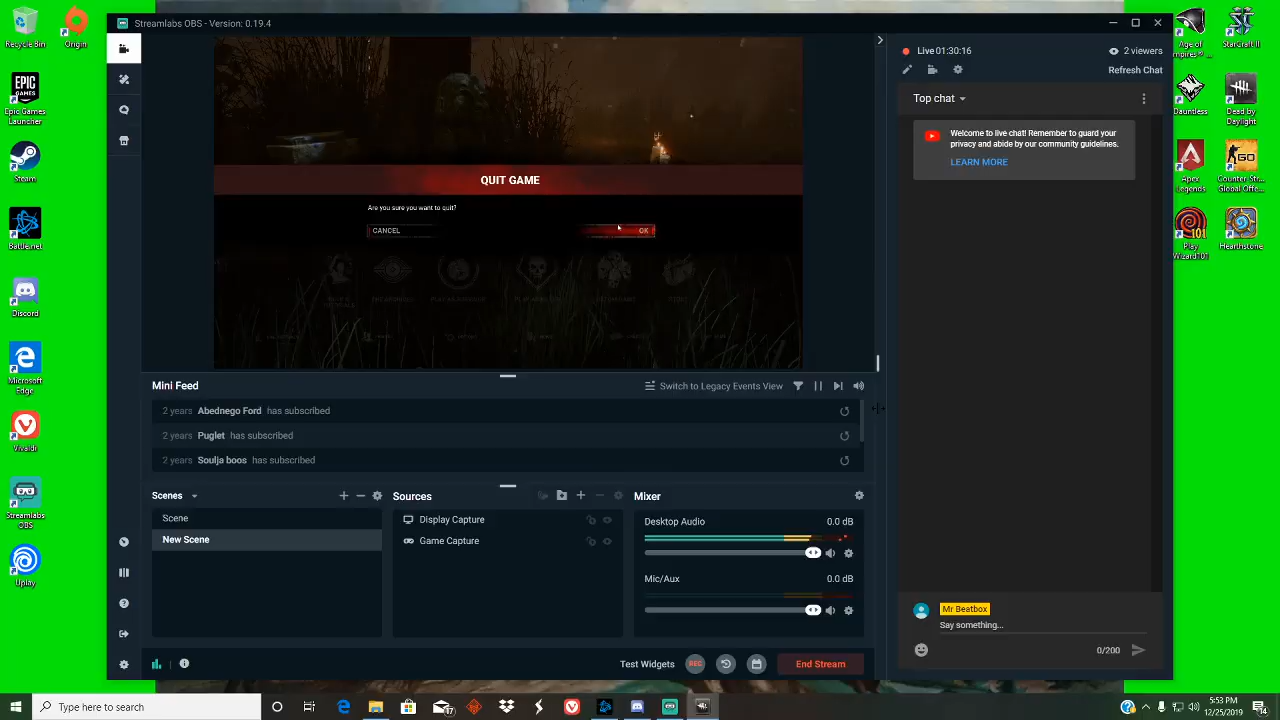 Streamlabs OBS - Version: 0.19.4
Recycle Bin
Origin
Epic Games
Launcher
Steam
Battle.net
Discord
Microsoft
Edge
Vivaldi
Streamlabs
OBS
Uplay
QUIT GAME
Are you sure you want to quit?
CANCEL
OK
Mini Feed
Switch to Legacy Events View
2 years Abednego Ford has subscribed
2 years Puglet has subscribed
2 years Soulja boos has subscribed
Scenes
Scene
New Scene
Sources
Display Capture
Game Capture
Mixer
Desktop Audio 0.0 dB
Mic/Aux 0.0 dB
Test Widgets
REC
End Stream
Live 01:30:16
2 viewers
Refresh Chat
Top chat
Welcome to live chat! Remember to guard your
privacy and abide by our community guidelines.
LEARN MORE
Mr Beatbox
Say something...
0/200
Age of
Empires ® ...
StarCraft II
Dauntless
Dead by
Daylight
Apex
Legends
Counter-Str...
Global Offe...
Play
Wizard101
Hearthstone
Type here to search
5:53 PM
12/25/2019